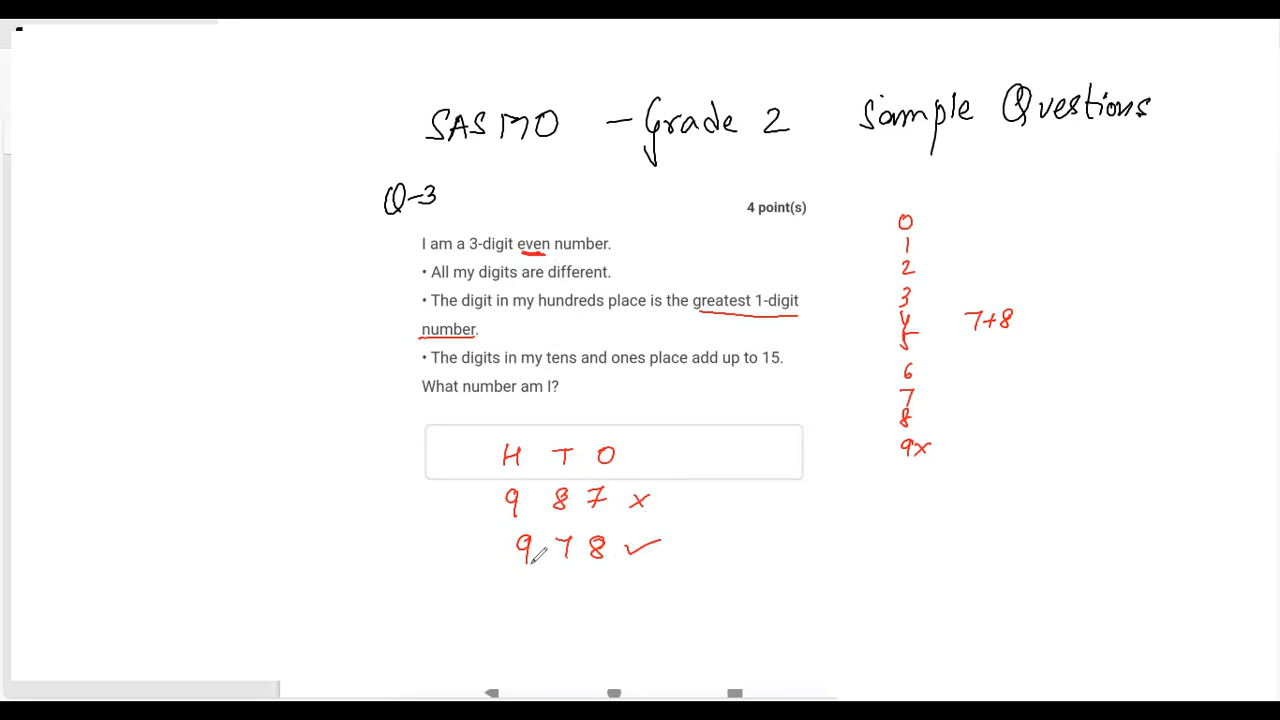 SASMO - Grade 2 Sample Questions
Q-3
4 point(s)
I am a 3-digit even number.
• All my digits are different.
• The digit in my hundreds place is the greatest 1-digit
number.
• The digits in my tens and ones place add up to 15.
What number am I?
H T O
9 8 7 x
9 7 8 ✓
0
1
2
3
4
5
6
7
8
9x
7+8